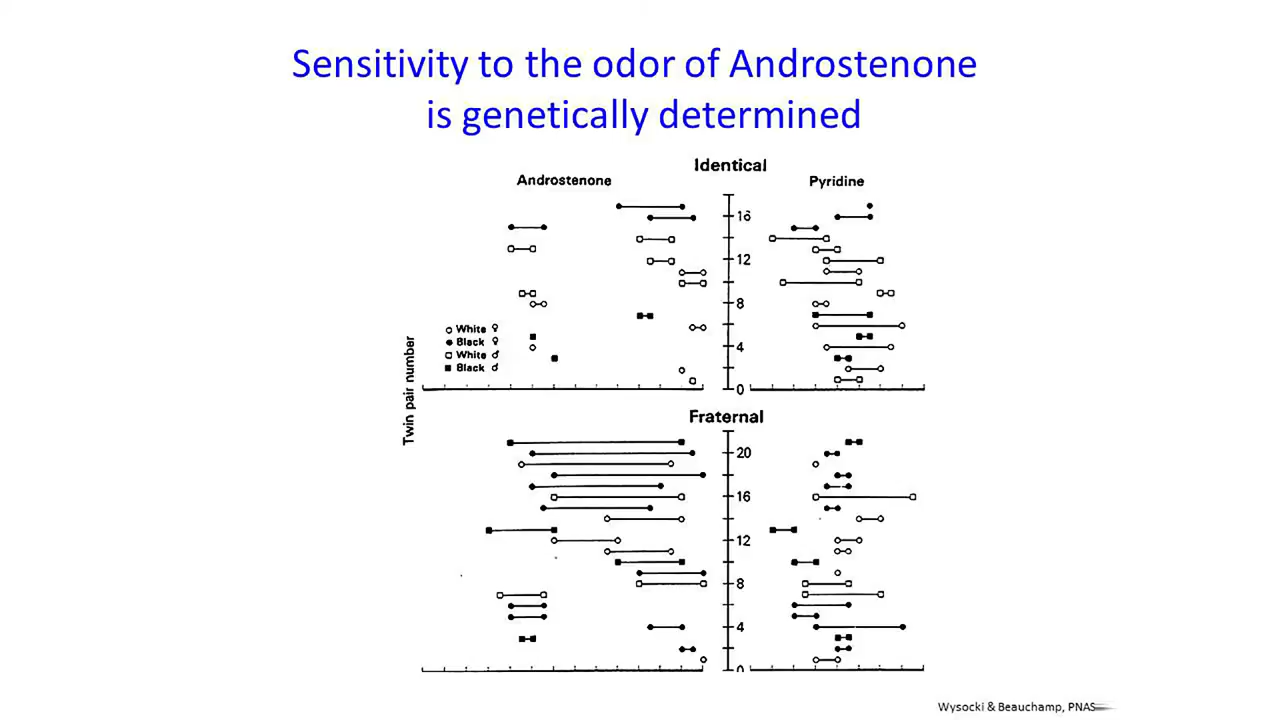 Sensitivity to the odor of Androstenone
is genetically determined
Identical
Androstenone
Pyridine
16
12
8
4
0
White ♀
Black ♀
White ♂
Black ♂
Twin pair number
Fraternal
20
16
12
8
4
0
Wysocki & Beauchamp, PNAS